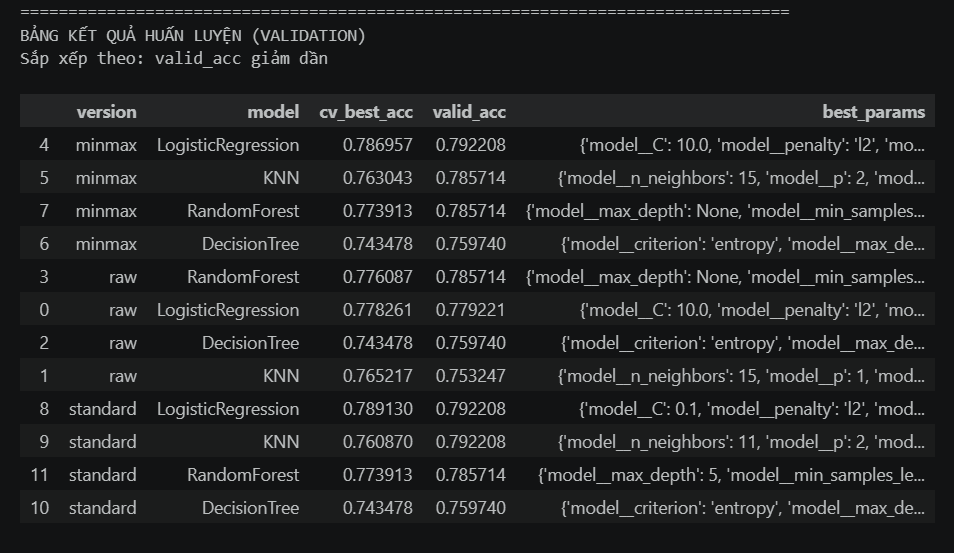 ================================================================================
BẢNG KẾT QUẢ HUẤN LUYỆN (VALIDATION)
Sắp xếp theo: valid_acc giảm dần
version model cv_best_acc valid_acc best_params
4 minmax LogisticRegression 0.786957 0.792208 {'model__C': 10.0, 'model__penalty': 'l2', 'mo...
5 minmax KNN 0.763043 0.785714 {'model__n_neighbors': 15, 'model__p': 2, 'mod...
7 minmax RandomForest 0.773913 0.785714 {'model__max_depth': None, 'model__min_samples...
6 minmax DecisionTree 0.743478 0.759740 {'model__criterion': 'entropy', 'model__max_de...
3 raw RandomForest 0.776087 0.785714 {'model__max_depth': None, 'model__min_samples...
0 raw LogisticRegression 0.778261 0.779221 {'model__C': 10.0, 'model__penalty': 'l2', 'mo...
2 raw DecisionTree 0.743478 0.759740 {'model__criterion': 'entropy', 'model__max_de...
1 raw KNN 0.765217 0.753247 {'model__n_neighbors': 15, 'model__p': 1, 'mod...
8 standard LogisticRegression 0.789130 0.792208 {'model__C': 0.1, 'model__penalty': 'l2', 'mod...
9 standard KNN 0.760870 0.792208 {'model__n_neighbors': 11, 'model__p': 2, 'mod...
11 standard RandomForest 0.773913 0.785714 {'model__max_depth': 5, 'model__min_samples_le...
10 standard DecisionTree 0.743478 0.759740 {'model__criterion': 'entropy', 'model__max_de...